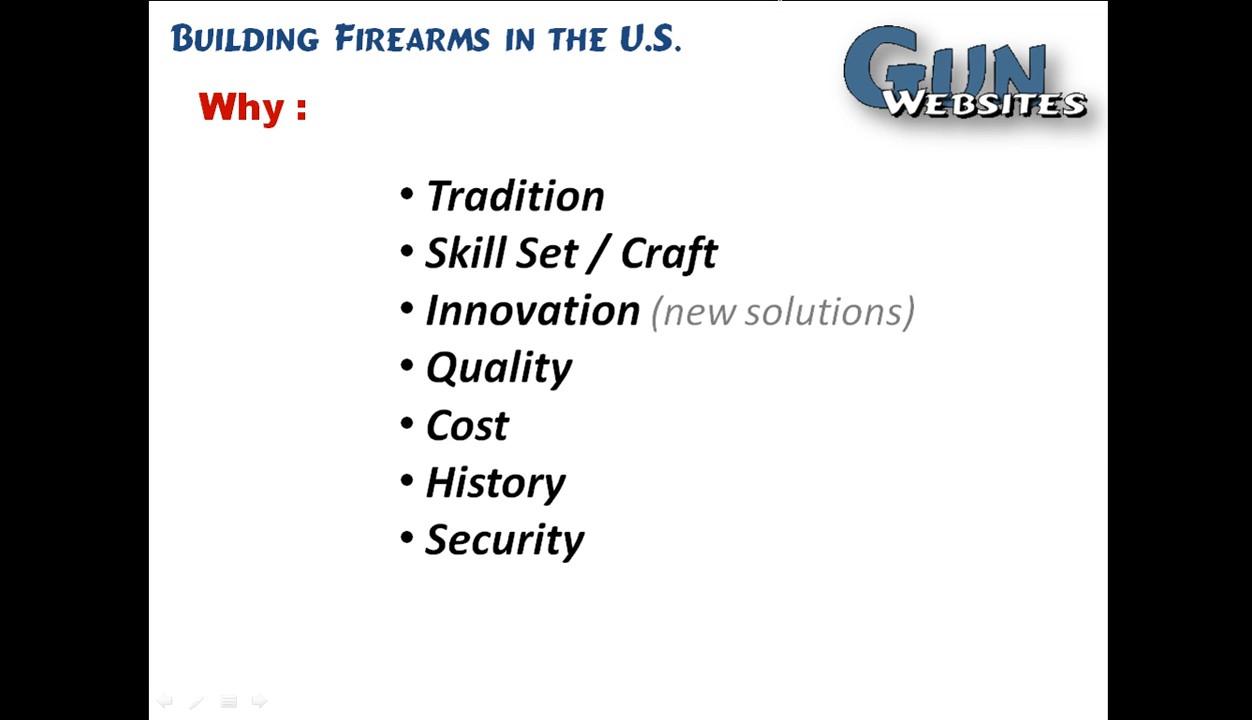 Building Firearms in the U.S.
Gun
Websites
Why :
• Tradition
• Skill Set / Craft
• Innovation (new solutions)
• Quality
• Cost
• History
• Security